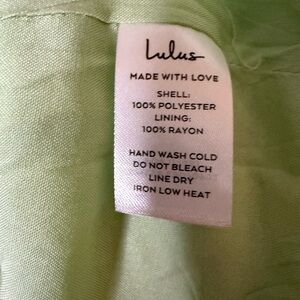 Lulus
MADE WITH LOVE
SHELL:
100% POLYESTER
LINING:
100% RAYON
HAND WASH COLD
DO NOT BLEACH
LINE DRY
IRON LOW HEAT